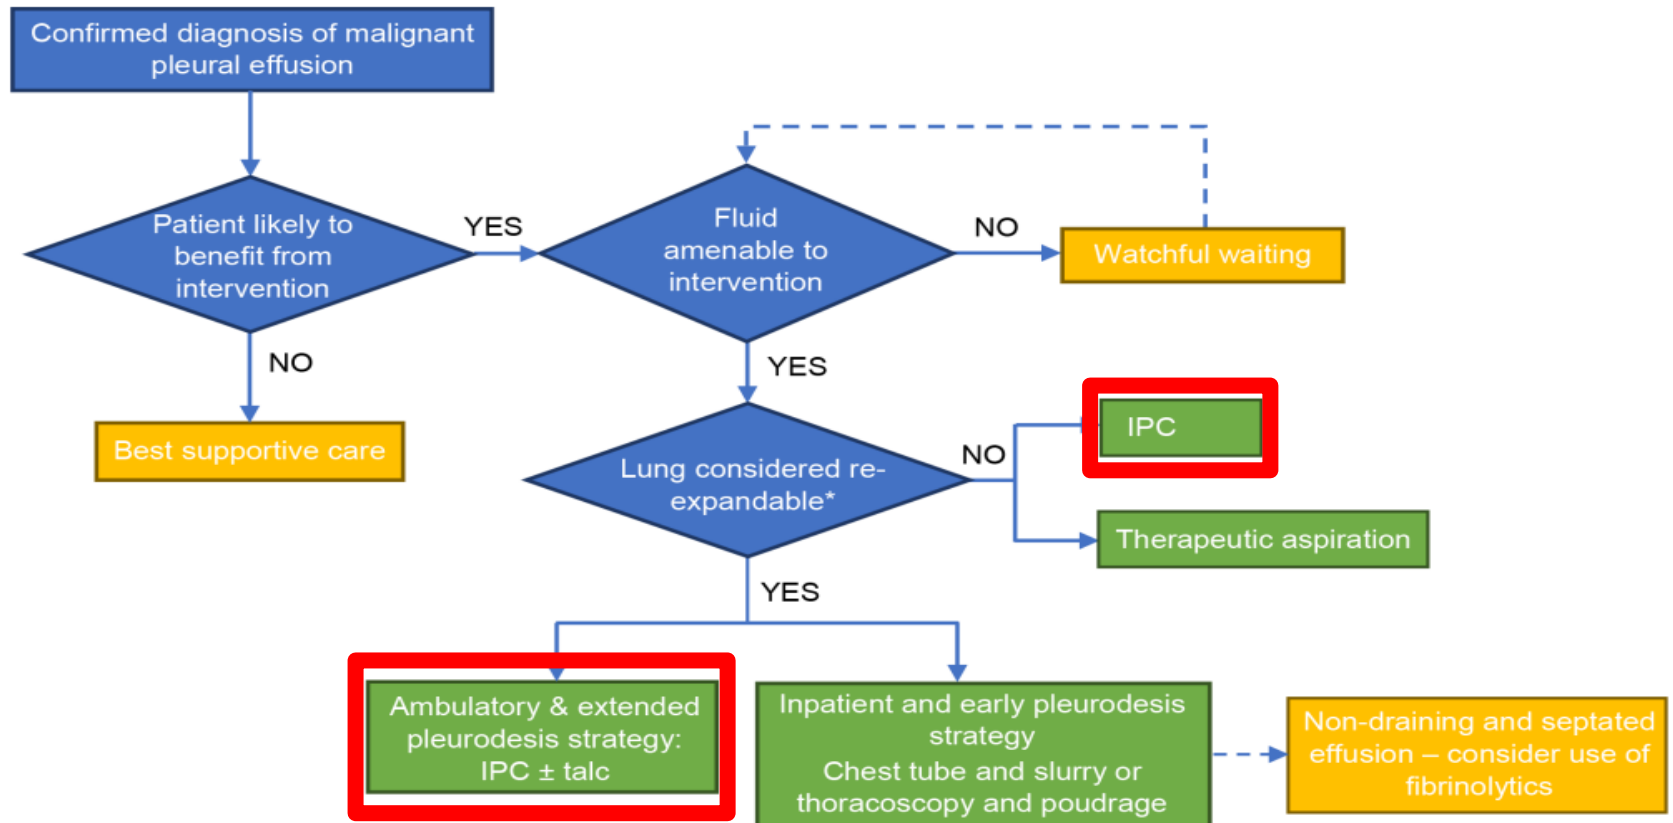 Confirmed diagnosis of malignant
pleural effusion
Patient likely to
benefit from
intervention
YES
Fluid
amenable to
intervention
NO
Watchful waiting
NO
Best supportive care
YES
Lung considered re-
expandable*
NO
IPC
Therapeutic aspiration
YES
Ambulatory & extended
pleurodesis strategy:
IPC ± talc
Inpatient and early pleurodesis
strategy
Chest tube and slurry or
thoracoscopy and poudrage
Non-draining and septated
effusion – consider use of
fibrinolytics